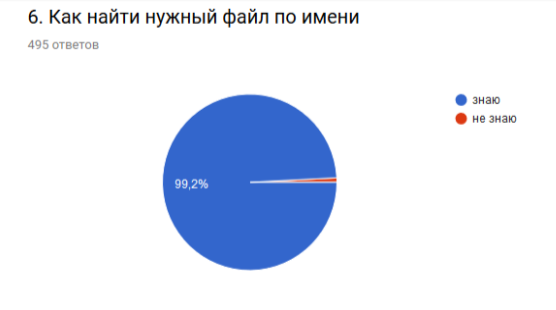 6. Как найти нужный файл по имени
495 ответов
знаю
не знаю
99,2%